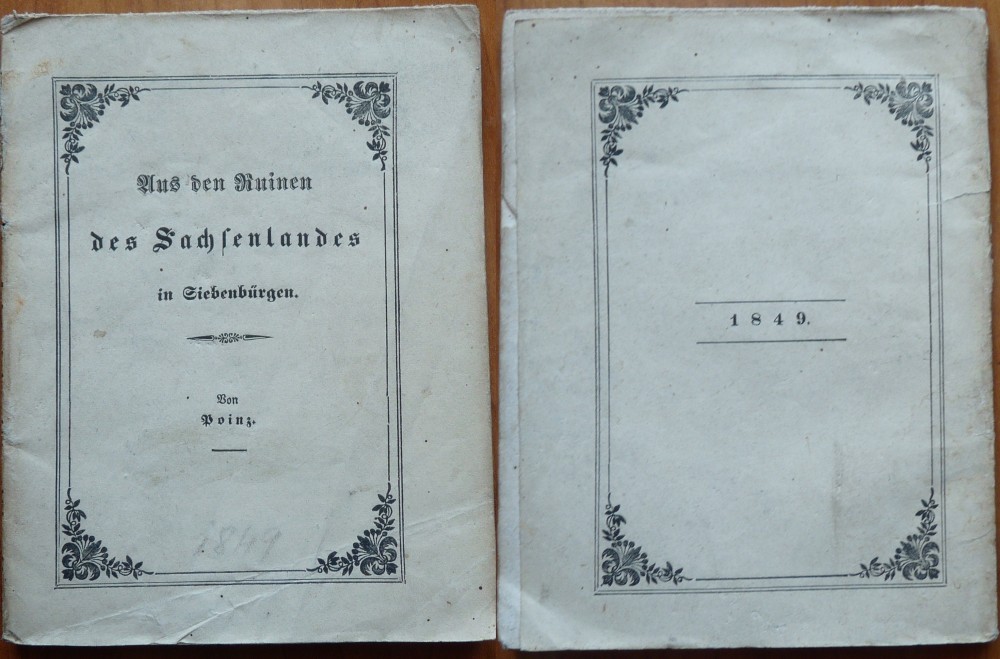 Aus den Ruinen
des Sachsenlandes
in Siebenbürgen.
Von
Poinz.
1849
1849.